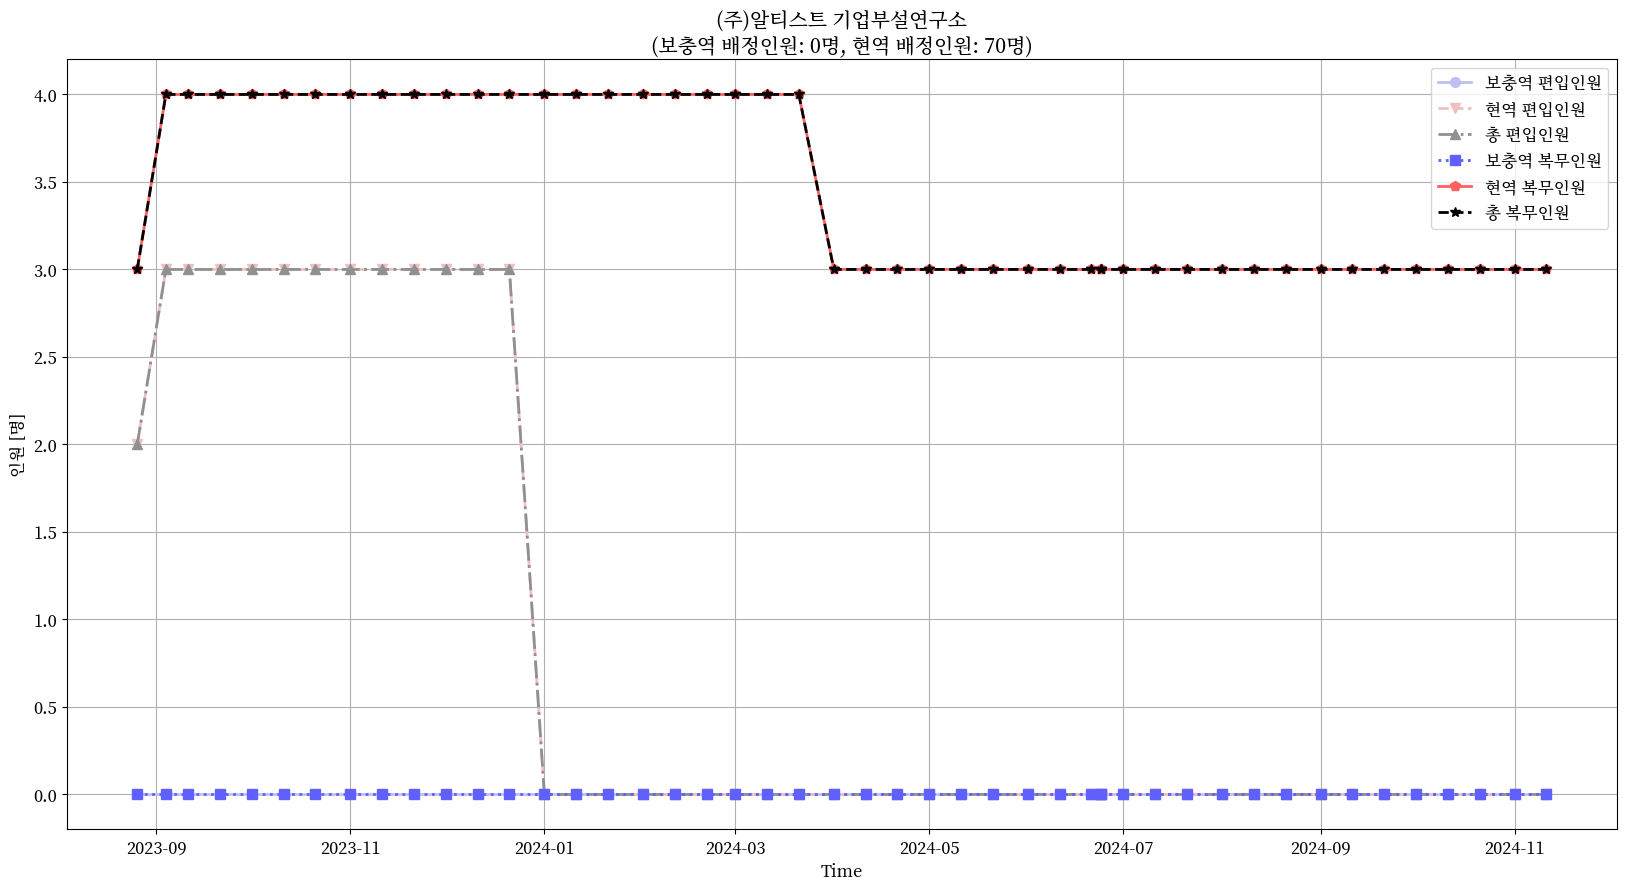 (주)알티스트 기업부설연구소
(보충역 배정인원: 0명, 현역 배정인원: 70명)
보충역 편입인원
현역 편입인원
총 편입인원
보충역 복무인원
현역 복무인원
총 복무인원
인원 [명]
4.0
3.5
3.0
2.5
2.0
1.5
1.0
0.5
0.0
2023-09
2023-11
2024-01
2024-03
2024-05
2024-07
2024-09
2024-11
Time